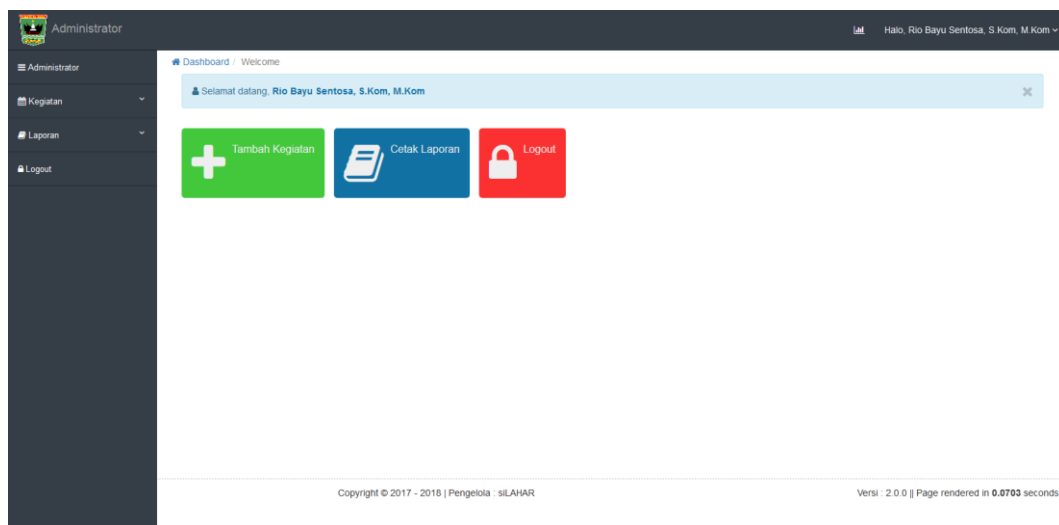 Administrator
Halo, Rio Bayu Sentosa, S.Kom, M.Kom
Administrator
Kegiatan
Laporan
Logout
Dashboard / Welcome
Selamat datang, Rio Bayu Sentosa, S.Kom, M.Kom
Tambah Kegiatan
Cetak Laporan
Logout
Copyright © 2017 - 2018 | Pengelola : siLAHAR
Versi : 2.0.0 || Page rendered in 0.0703 seconds